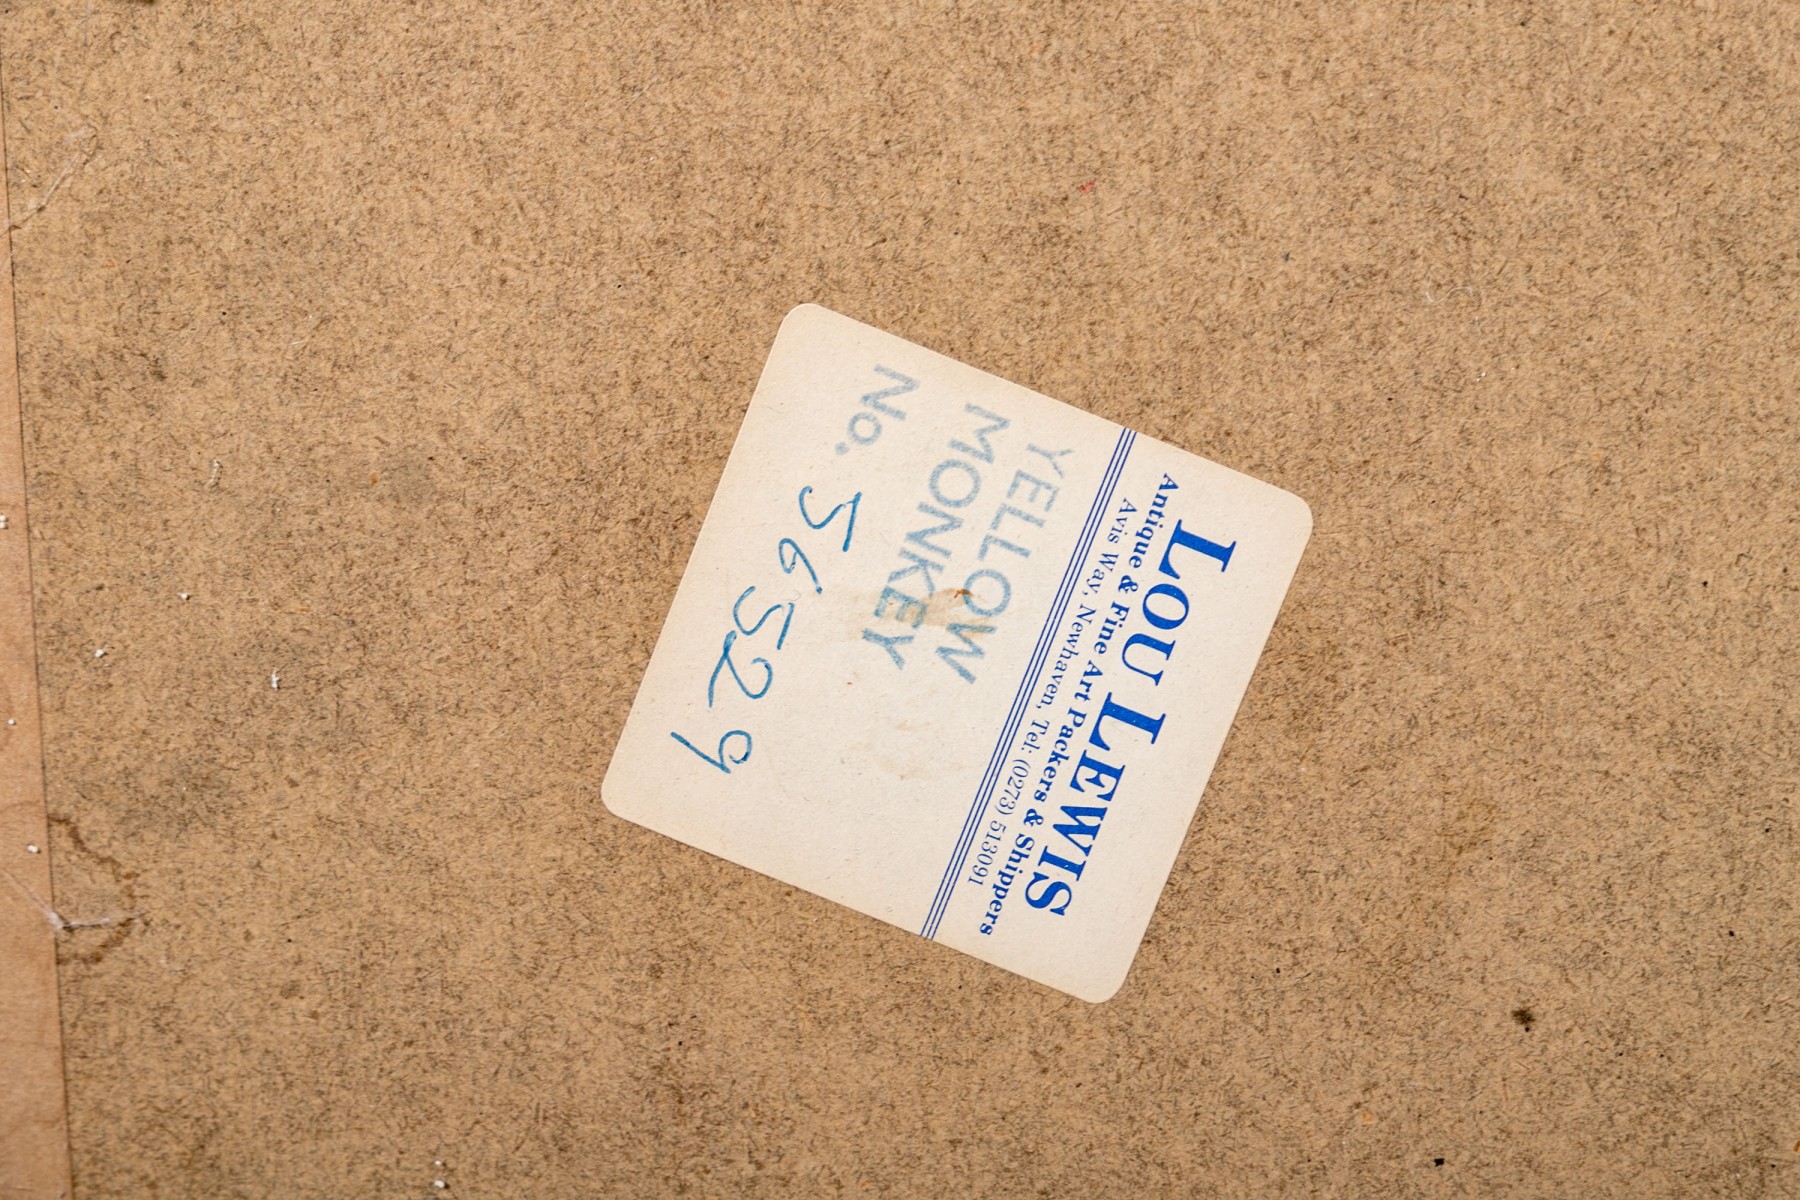 LOU LEWIS
Antique & Fine Art Packers & Shippers
Avis Way, Newhaven, Tel: (0273) 513091
YELLOW
MONKEY
No. 56529